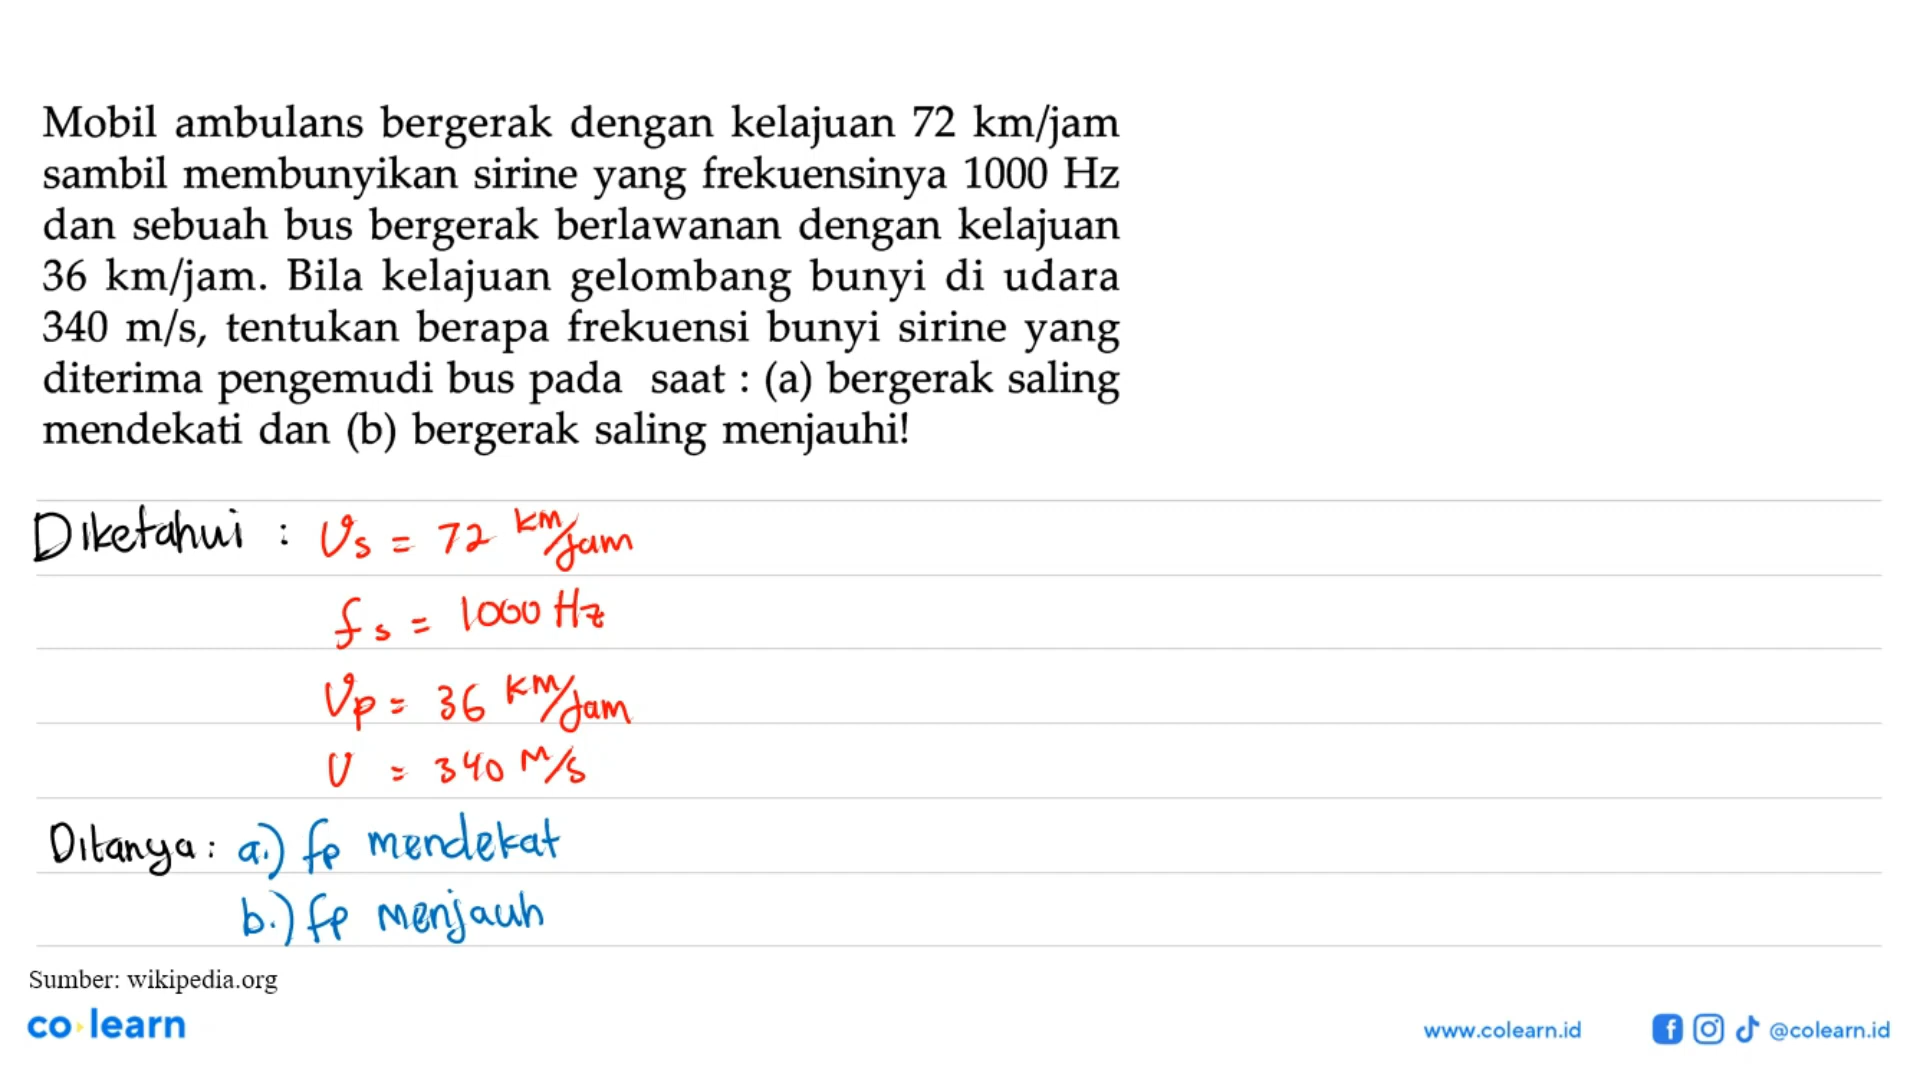 Mobil ambulans bergerak dengan kelajuan 72 km/jam
sambil membunyikan sirine yang frekuensinya 1000 Hz
dan sebuah bus bergerak berlawanan dengan kelajuan
36 km/jam. Bila kelajuan gelombang bunyi di udara
340 m/s, tentukan berapa frekuensi bunyi sirine yang
diterima pengemudi bus pada saat : (a) bergerak saling
mendekati dan (b) bergerak saling menjauhi!
Diketahui : Vs = 72 km/jam
fs = 1000 Hz
Vp = 36 km/jam
V = 340 m/s
Ditanya : a.) fp mendekat
b.) fp menjauh
Sumber: wikipedia.org
co learn
www.colearn.id
@colearn.id